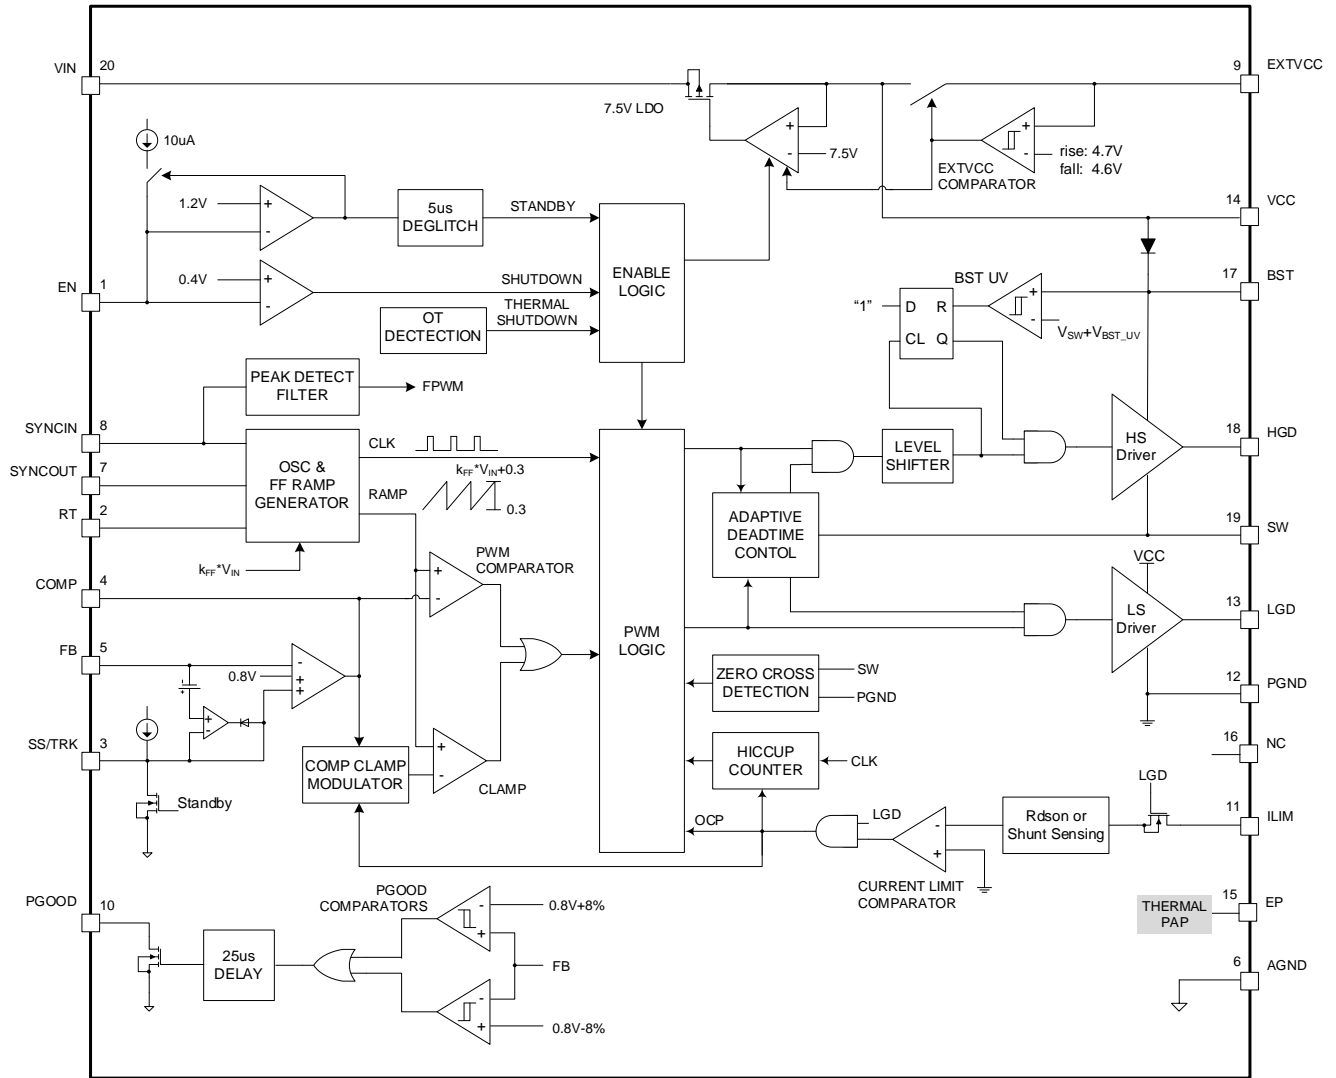 VIN
20
9
EXTVCC
7.5V LDO
+
-
7.5V
+
-
rise: 4.7V
fall: 4.6V
EXTVCC
COMPARATOR
10uA
1.2V
+
-
5us
DEGLITCH
STANDBY
14
VCC
EN
1
0.4V
+
-
SHUTDOWN
OT
DECTECTION
THERMAL
SHUTDOWN
ENABLE
LOGIC
17
BST
BST UV
+
-
VSW+VBST_UV
“1”
D
R
CL
Q
PEAK DETECT
FILTER
FPWM
SYNCIN
8
SYNCOUT
7
RT
2
OSC &
FF RAMP
GENERATOR
CLK
kFF*VIN+0.3
RAMP
0.3
kFF*VIN
LEVEL
SHIFTER
HS
Driver
18
HGD
ADAPTIVE
DEADTIME
CONTOL
19
SW
COMP
4
PWM
COMPARATOR
+
-
VCC
LS
Driver
13
LGD
FB
5
0.8V
-
+
+
+
-
PWM
LOGIC
ZERO CROSS
DETECTION
SW
PGND
12
PGND
SS/TRK
3
Standby
COMP CLAMP
MODULATOR
+
-
CLAMP
HICCUP
COUNTER
CLK
16
NC
OCP
LGD
-
+
CURRENT LIMIT
COMPARATOR
Rdson or
Shunt Sensing
LGD
11
ILIM
PGOOD
10
25us
DELAY
PGOOD
COMPARATORS
-
+
0.8V+8%
FB
-
+
0.8V-8%
THERMAL
PAP
15
EP
6
AGND